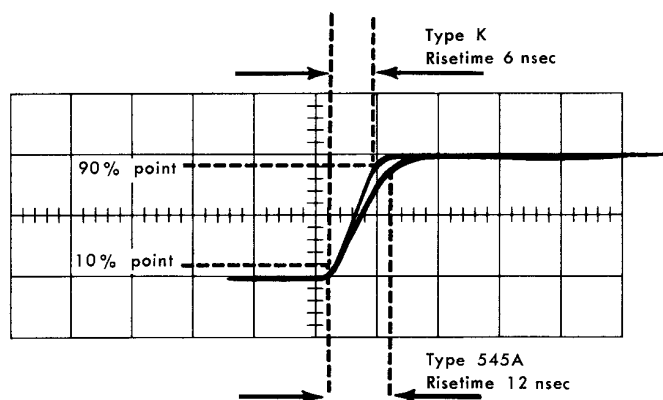 Type K
Risetime 6 nsec
90% point
10% point
Type 545A
Risetime 12 nsec